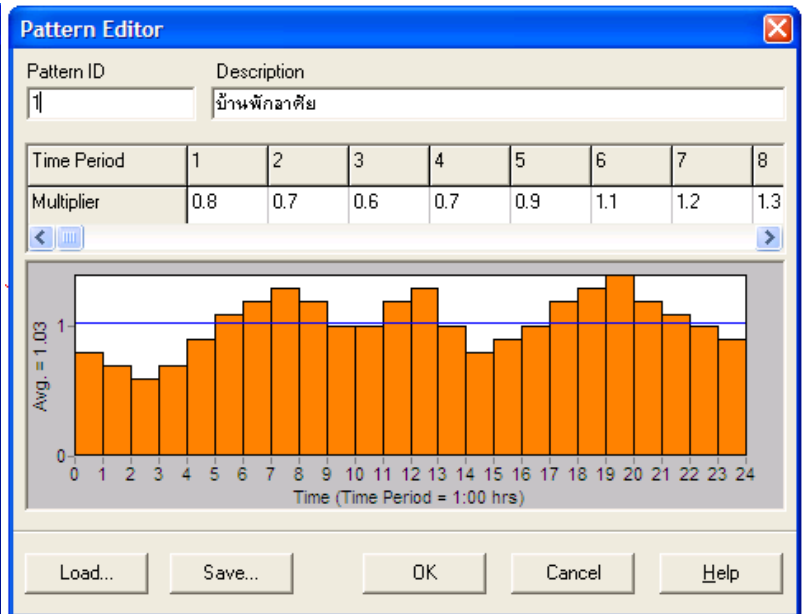 Pattern Editor
Pattern ID Description
1 บ้านพักอาศัย
Time Period 1 2 3 4 5 6 7 8
Multiplier 0.8 0.7 0.6 0.7 0.9 1.1 1.2 1.3
Avg. = 1.03
1
0
0 1 2 3 4 5 6 7 8 9 10 11 12 13 14 15 16 17 18 19 20 21 22 23 24
Time (Time Period = 1:00 hrs)
Load... Save... OK Cancel Help